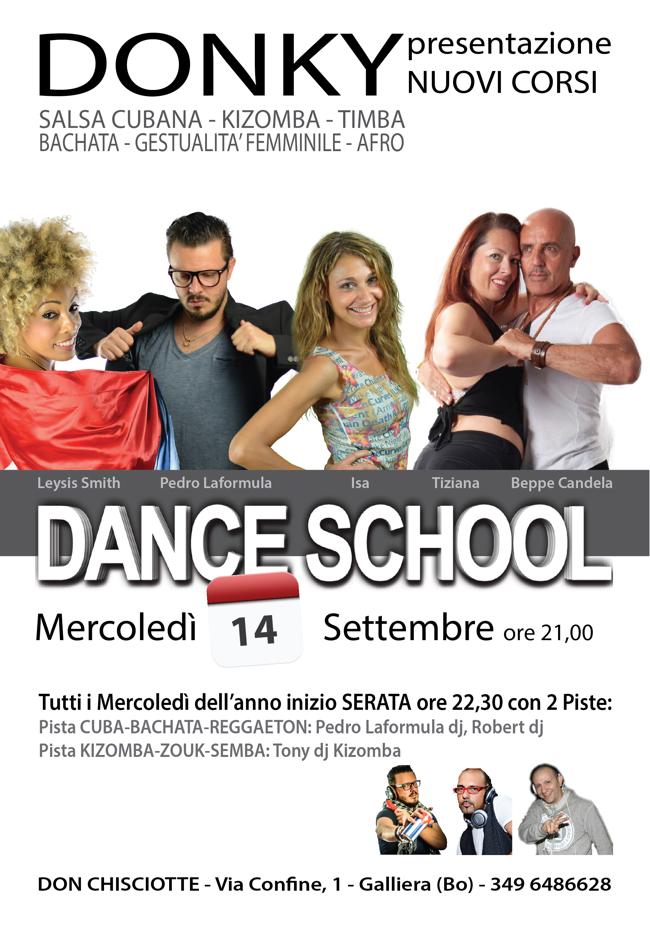 DONKY
presentazione
NUOVI CORSI
SALSA CUBANA - KIZOMBA - TIMBA
BACHATA - GESTUALITA' FEMMINILE - AFRO
Leysis Smith Pedro Laformula Isa Tiziana Beppe Candela
DANCE SCHOOL
Mercoledì 14 Settembre ore 21,00
Tutti i Mercoledì dell'anno inizio SERATA ore 22,30 con 2 Piste:
Pista CUBA-BACHATA-REGGAETON: Pedro Laformula dj, Robert dj
Pista KIZOMBA-ZOUK-SEMBA: Tony dj Kizomba
DON CHISCIOTTE - Via Confine, 1 - Galliera (Bo) - 349 6486628